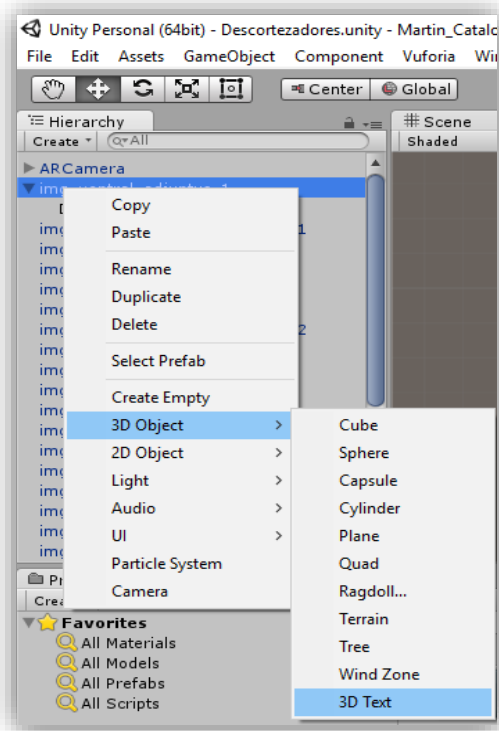 Unity Personal (64bit) - Descortezadores.unity - Martin_Catalo
File Edit Assets GameObject Component Vuforia Wi
Center Global
Hierarchy
Create All
ARCamera
Copy
Paste
Rename
Duplicate
Delete
Select Prefab
Create Empty
3D Object
2D Object
Light
Audio
UI
Particle System
Camera
Scene
Shaded
Cube
Sphere
Capsule
Cylinder
Plane
Quad
Ragdoll...
Terrain
Tree
Wind Zone
3D Text
Favorites
All Materials
All Models
All Prefabs
All Scripts